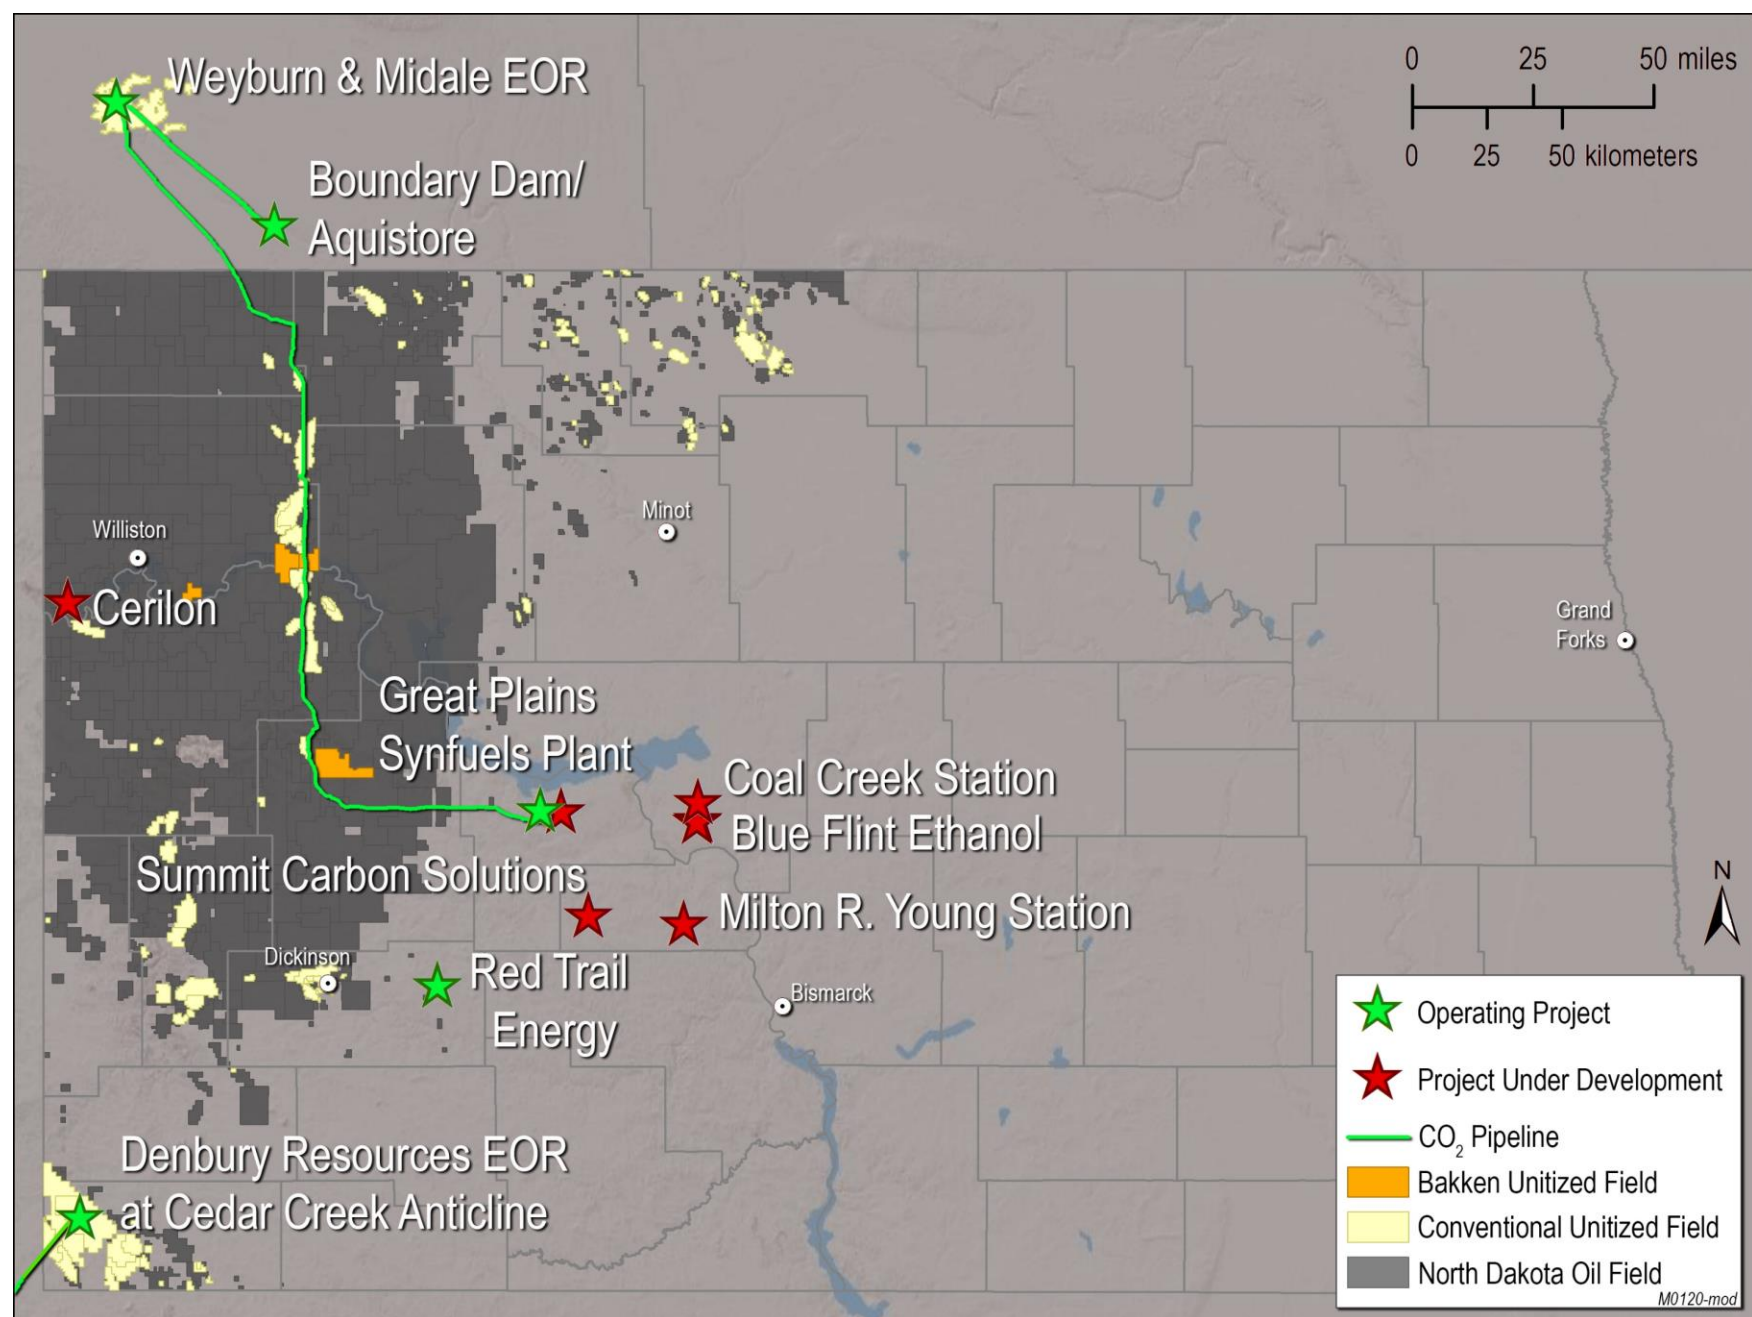 Weyburn & Midale EOR
0 25 50 miles
0 25 50 kilometers
Boundary Dam/
Aquistore
Minot
Williston
Cerilon
Grand
Forks
Great Plains
Synfuels Plant
Coal Creek Station
Blue Flint Ethanol
Summit Carbon Solutions
Milton R. Young Station
N
Dickinson
Red Trail
Energy
Bismarck
Denbury Resources EOR
at Cedar Creek Anticline
Operating Project
Project Under Development
CO2 Pipeline
Bakken Unitized Field
Conventional Unitized Field
North Dakota Oil Field
M0120-mod